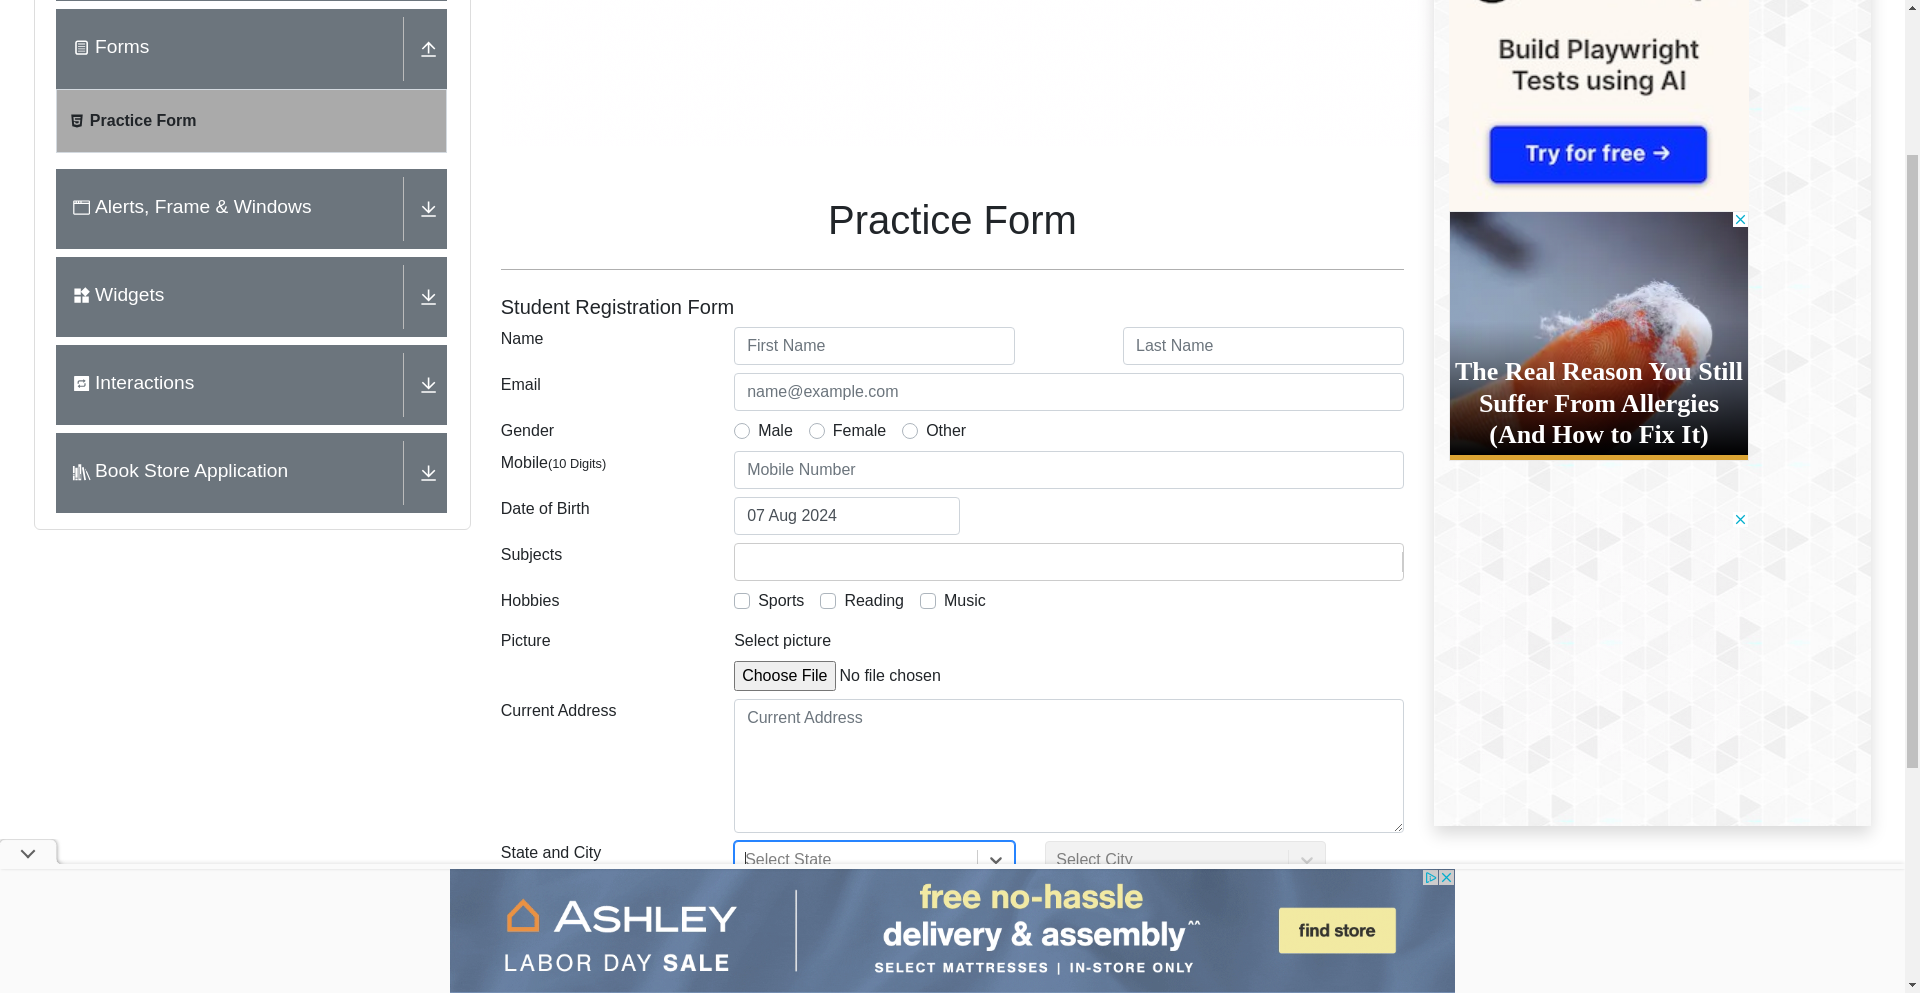 Forms
Practice Form
Alerts, Frame & Windows
Widgets
Interactions
Book Store Application
Practice Form
Student Registration Form
Name
First Name
Last Name
Email
name@example.com
Gender
Male
Female
Other
Mobile(10 Digits)
Mobile Number
Date of Birth
07 Aug 2024
Subjects
Hobbies
Sports
Reading
Music
Picture
Select picture
Choose File No file chosen
Current Address
Current Address
State and City
Select State
Select City
Build Playwright
Tests using AI
Try for free →
The Real Reason You Still
Suffer From Allergies
(And How to Fix It)
ASHLEY
LABOR DAY SALE
free no-hassle
delivery & assembly^^
SELECT MATTRESSES | IN-STORE ONLY
find store